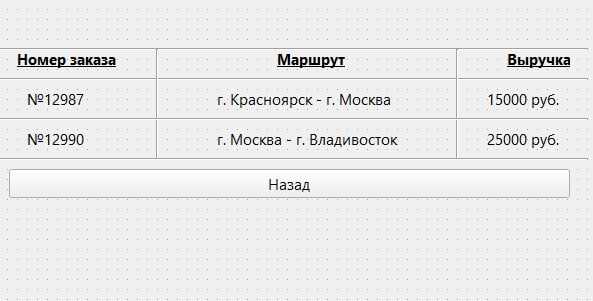 Номер заказа Маршрут Выручка
№12987 г. Красноярск - г. Москва 15000 руб.
№12990 г. Москва - г. Владивосток 25000 руб.
Назад